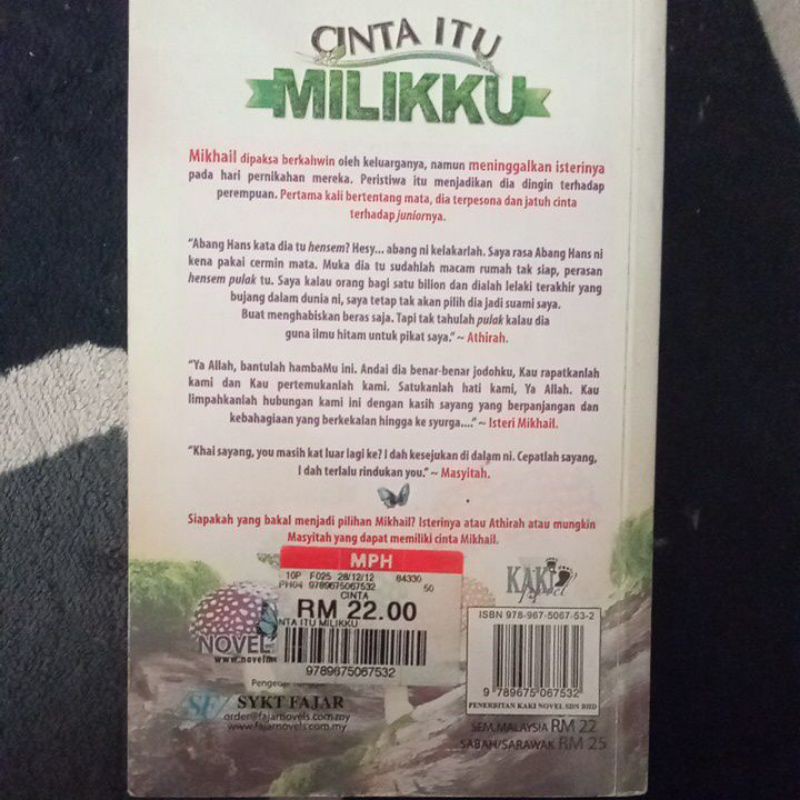 CINTA ITU
MILIKKU
Mikhail dipaksa berkahwin oleh keluarganya, namun meninggalkan isterinya
pada hari pernikahan mereka. Peristiwa itu menjadikan dia dingin terhadap
perempuan. Pertama kali bertentang mata, dia terpesona dan jatuh cinta
terhadap juniornya.
"Abang Hans kata dia tu hensem? Hesy... abang ni kelakarlah. Saya rasa Abang Hans ni
kena pakai cermin mata. Muka dia tu sudahlah macam rumah tak siap, perasan
hensem pulak tu. Saya kalau orang bagi satu bilion dan dialah lelaki terakhir yang
bujang dalam dunia ni, saya tetap tak akan pilih dia jadi suami saya.
Buat menghabiskan beras saja. Tapi tak tahulah pulak kalau dia
guna ilmu hitam untuk pikat saya." ~ Athirah.
"Ya Allah, bantulah hambaMu ini. Andai dia benar-benar jodohku, Kau rapatkanlah
kami dan Kau pertemukanlah kami. Satukanlah hati kami, Ya Allah. Kau
limpahkanlah hubungan kami ini dengan kasih sayang yang berpanjangan dan
kebahagiaan yang berkekalan hingga ke syurga...." ~ Isteri Mikhail.
"Khai sayang, you masih kat luar lagi ke? I dah kesejukan di dalam ni. Cepatlah sayang,
I dah terlalu rindukan you." ~ Masyitah.
Siapakah yang bakal menjadi pilihan Mikhail? Isterinya atau Athirah atau mungkin
Masyitah yang dapat memiliki cinta Mikhail.
MPH
10P F025 28/12/12 84330
PH04 9789675067532 50
CINTA
RM 22.00
NTA ITU MILIKKU
9789675067532
NOVEL
www.novel
SF SYKT FAJAR
order@fajarnovels.com.my
www.fajarnovels.com.my
KAKI
ISBN 978-967-5067-53-2
9 789675 067532
PENERBITAN KAKI NOVEL SDN BHD
SEM.MALAYSIA RM 22
SABAH/SARAWAK RM 25